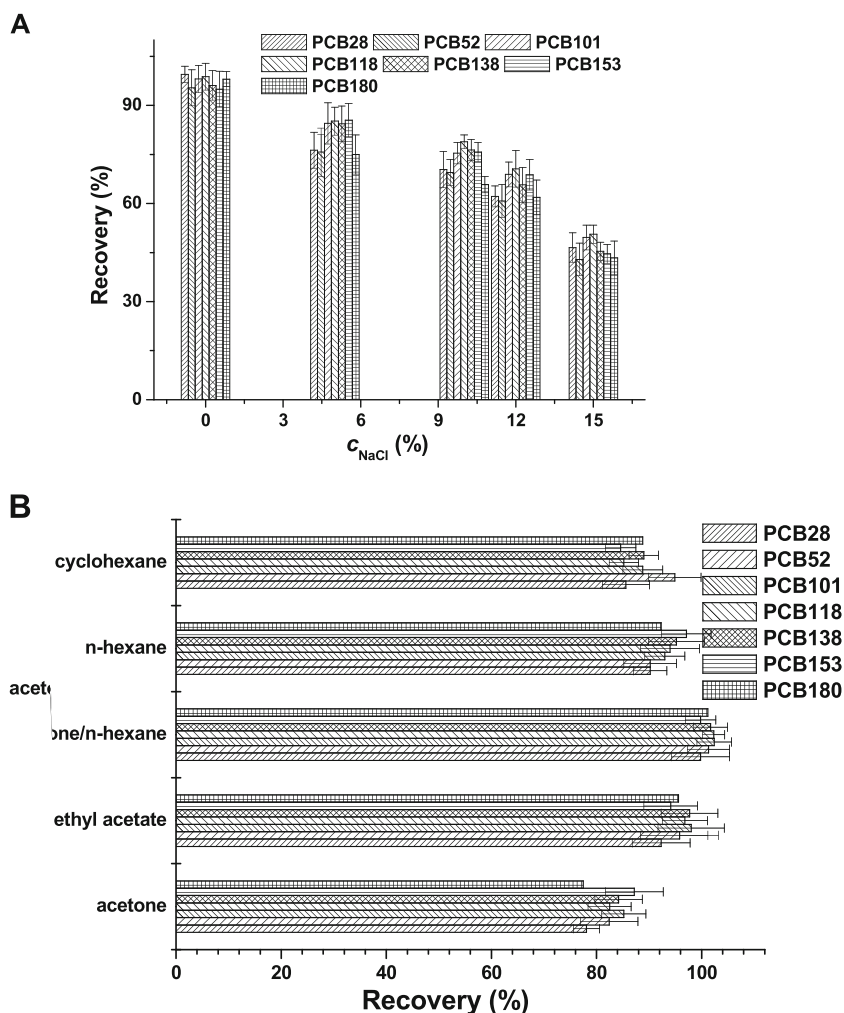 A
PCB28 PCB52 PCB101
PCB118 PCB138 PCB153
PCB180
90
60
30
0
Recovery (%)
0 3 6 9 12 15
cNaCl (%)
B
PCB28
PCB52
PCB101
PCB118
PCB138
PCB153
PCB180
cyclohexane
n-hexane
aceto
one/n-hexane
ethyl acetate
acetone
0 20 40 60 80 100
Recovery (%)